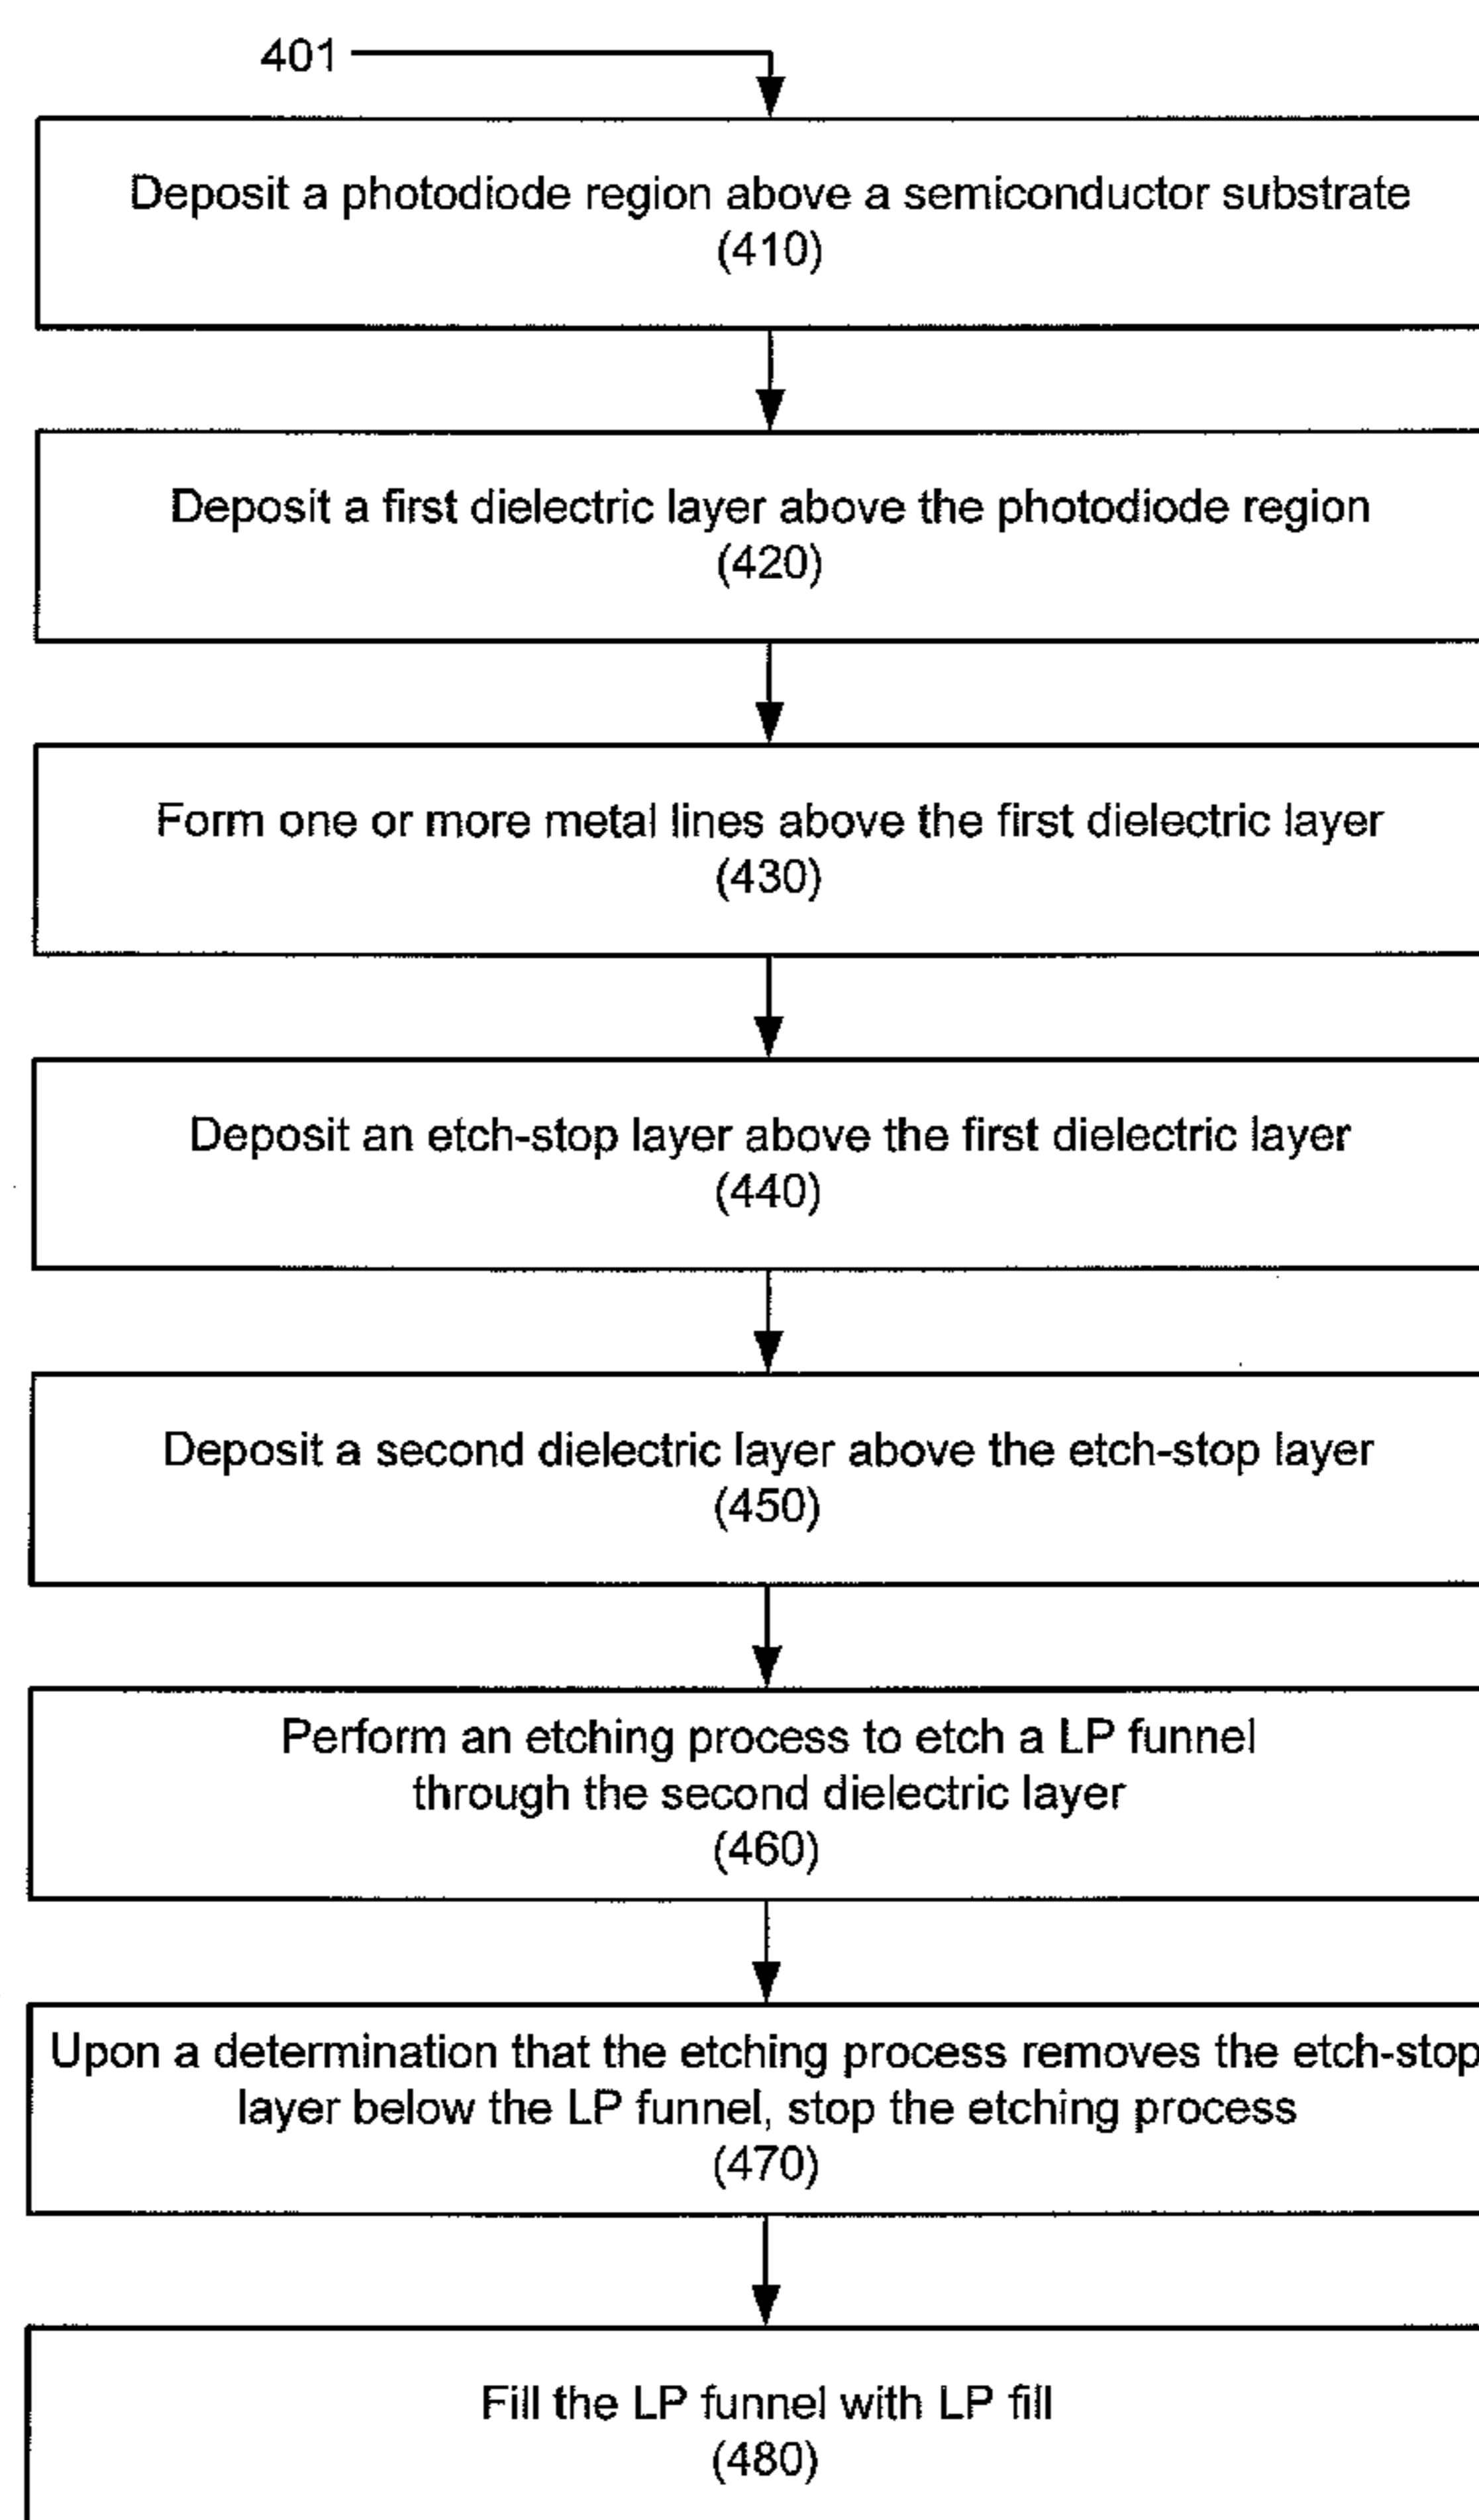 401
Deposit a photodiode region above a semiconductor substrate
(410)
Deposit a first dielectric layer above the photodiode region
(420)
Form one or more metal lines above the first dielectric layer
(430)
Deposit an etch-stop layer above the first dielectric layer
(440)
Deposit a second dielectric layer above the etch-stop layer
(450)
Perform an etching process to etch a LP funnel
through the second dielectric layer
(460)
Upon a determination that the etching process removes the etch-stop
layer below the LP funnel, stop the etching process
(470)
Fill the LP funnel with LP fill
(480)